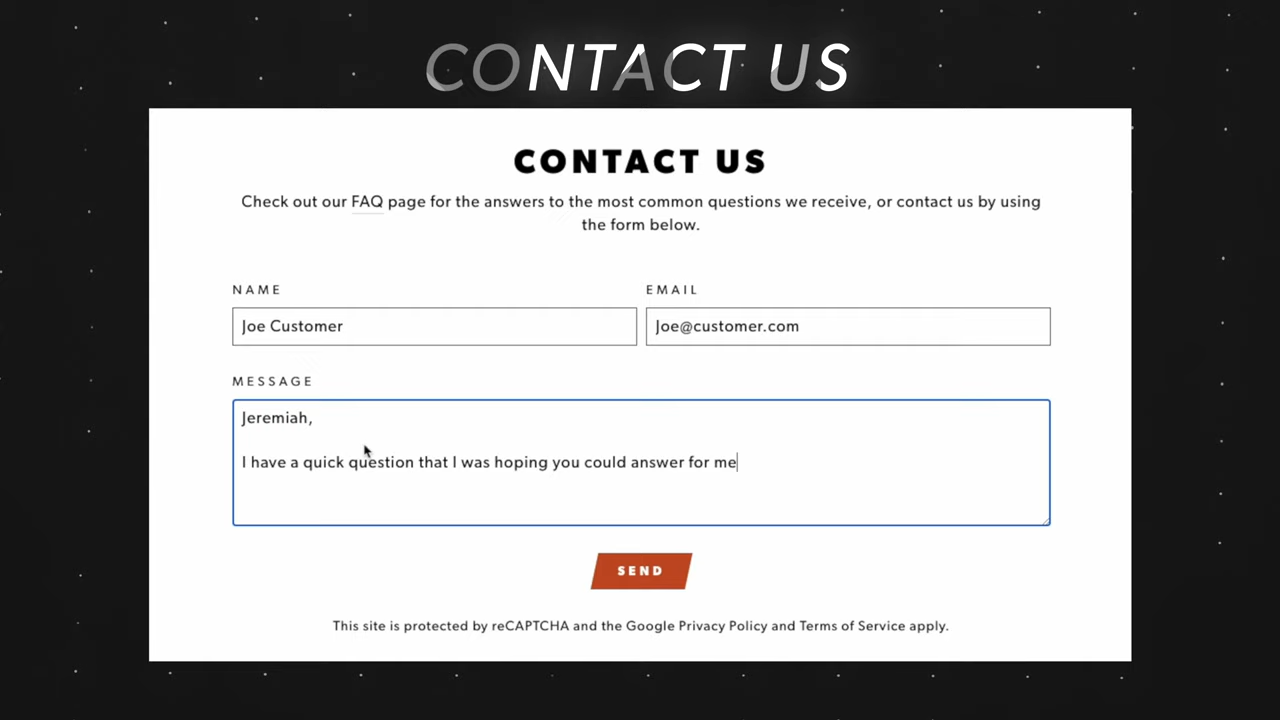 CONTACT US
CONTACT US
Check out our FAQ page for the answers to the most common questions we receive, or contact us by using
the form below.
NAME
EMAIL
Joe Customer
Joe@customer.com
MESSAGE
Jeremiah,
I have a quick question that I was hoping you could answer for me
SEND
This site is protected by reCAPTCHA and the Google Privacy Policy and Terms of Service apply.